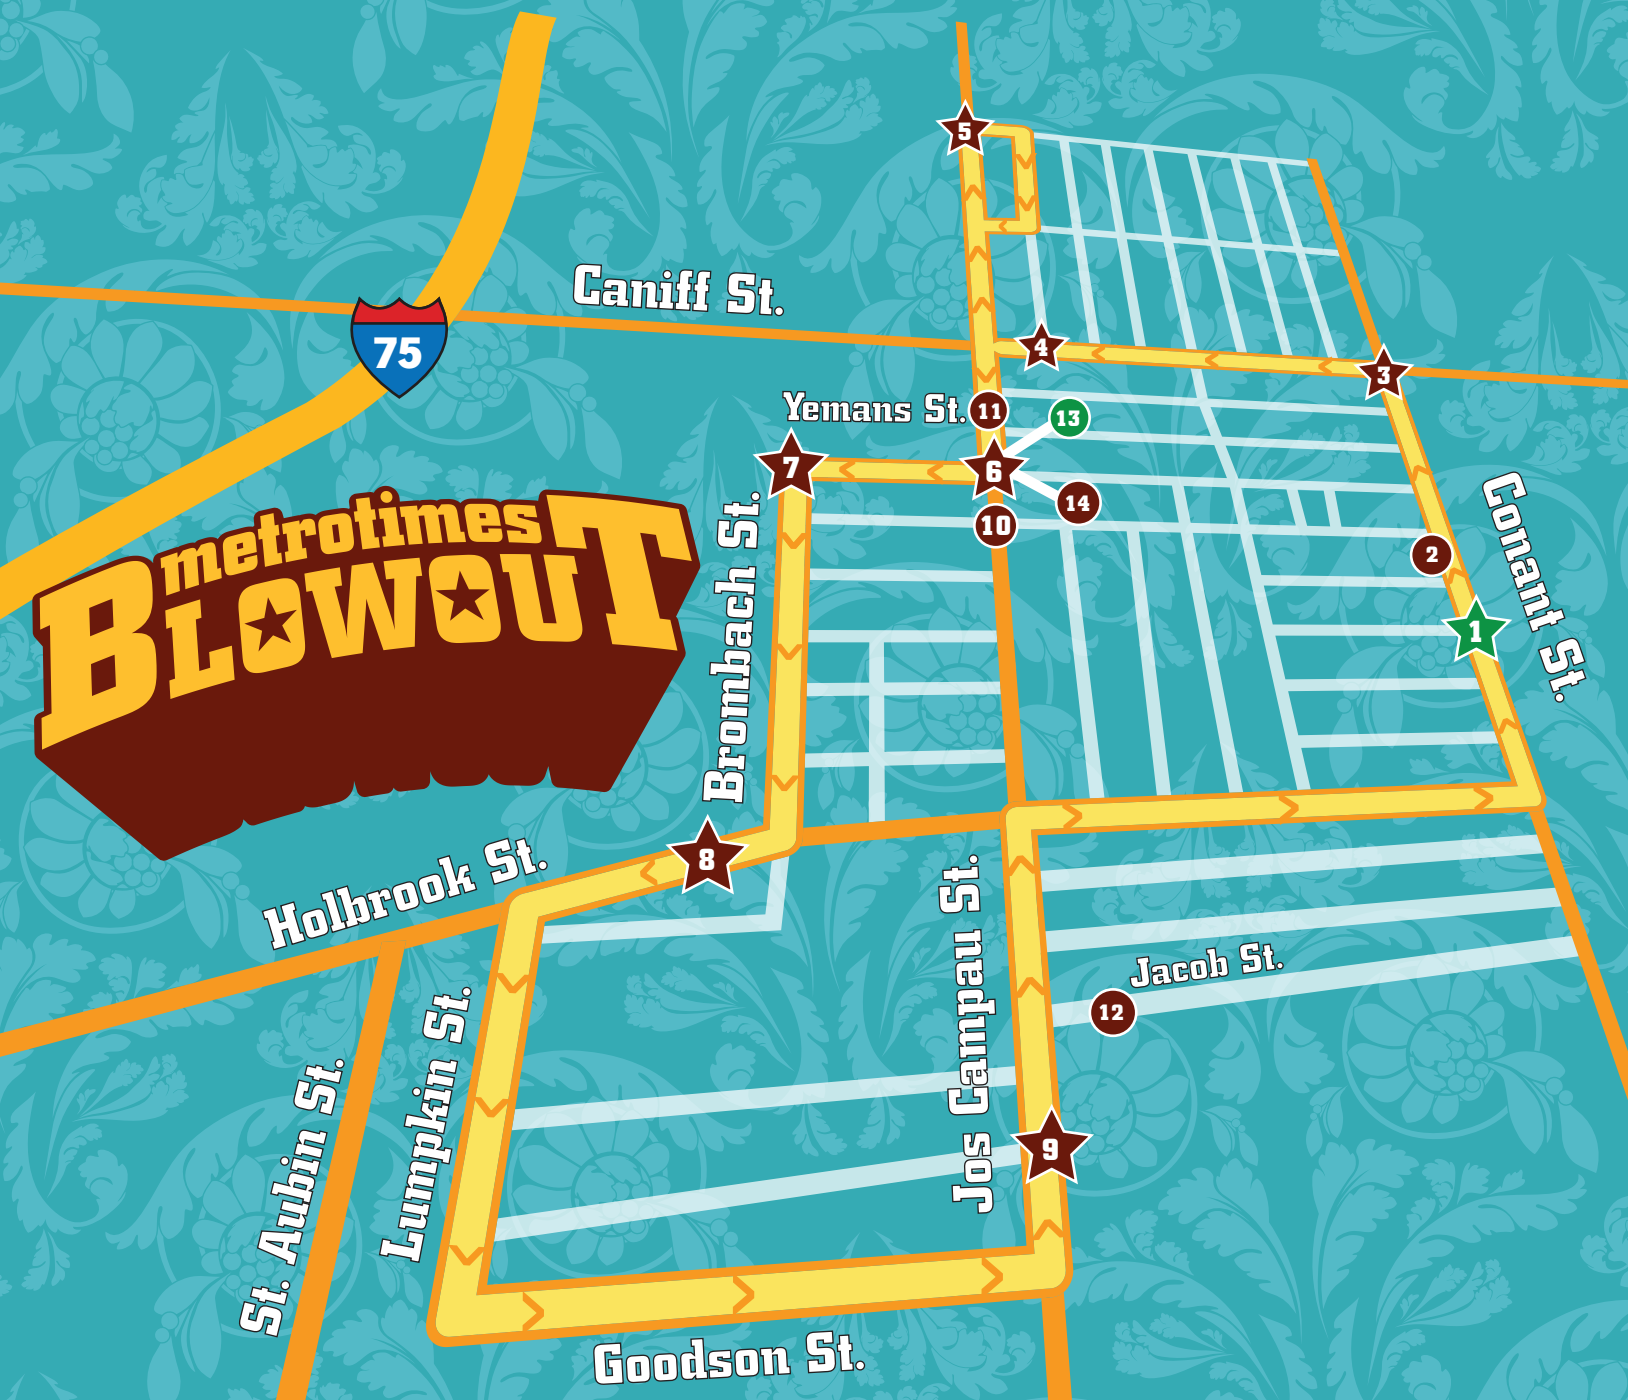 5
Caniff St.
75
4
3
Yemans St.
11
13
7
6
14
10
2
metrotimes
BLOWOUT
Brombach St.
Conant St.
1
8
Holbrook St.
Jos Campau St.
Jacob St.
12
Lumpkin St.
St. Aubin St.
9
Goodson St.